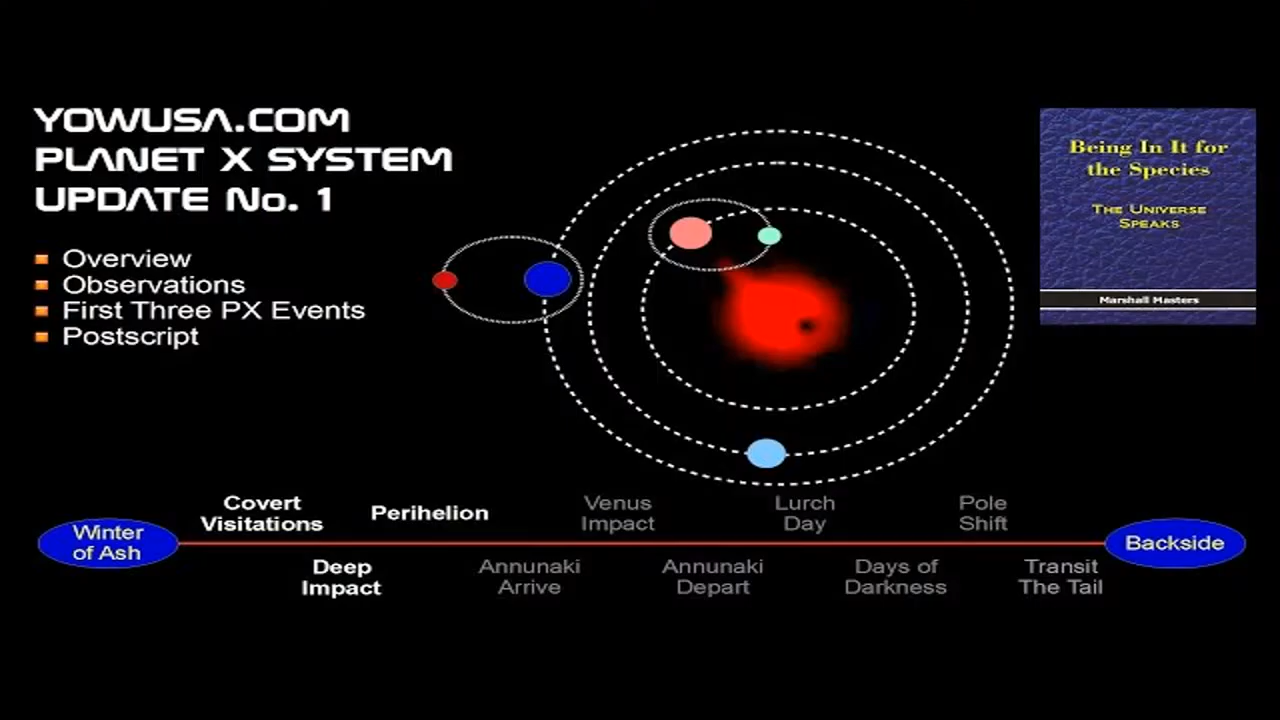 YOWUSA.COM
PLANET X SYSTEM
UPDATE No. 1
Overview
Observations
First Three PX Events
Postscript
Being In It for
the Species
THE UNIVERSE
SPEAKS
Marshall Masters
Winter
of Ash
Covert
Visitations
Deep
Impact
Perihelion
Annunaki
Arrive
Venus
Impact
Annunaki
Depart
Lurch
Day
Days of
Darkness
Pole
Shift
Transit
The Tail
Backside